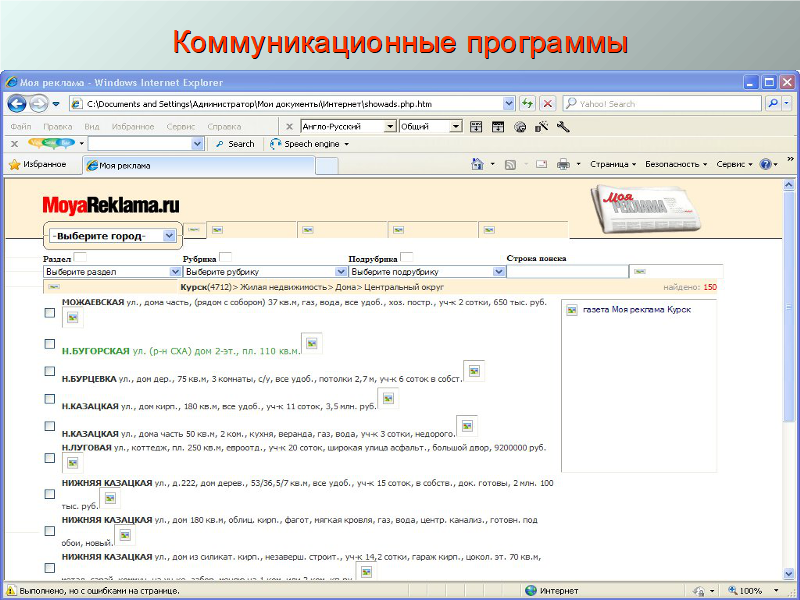 Коммуникационные программы
Моя реклама - Windows Internet Explorer
C:\Documents and Settings\Администратор\Мои документы\Интернет\showads.php.htm
Yahoo! Search
Файл Правка Вид Избранное Сервис Справка
Англо-Русский Общий
Search Speech engine
Избранное Моя реклама
Страница Безопасность Сервис
MoyaReklama.ru
Моя РЕКЛАМА
-Выберите город-
Раздел Рубрика Подрубрика Строка поиска
Выберите раздел Выберите рубрику Выберите подрубрику
Курск(4712)> Жилая недвижимость> Дома> Центральный округ найдено: 150
МОЖАЕВСКАЯ ул., дома часть, (рядом с собором) 37 кв.м, газ, вода, все удоб., хоз. постр., уч-к 2 сотки, 650 тыс. руб.
газета Моя реклама Курск
Н.БУГОРСКАЯ ул. (р-н СХА) дом 2-эт., пл. 110 кв.м.
Н.БУРЦЕВКА ул., дом дер., 75 кв.м, 3 комнаты, с/у, все удоб., потолки 2,7 м, уч-к 6 соток в собст.
Н.КАЗАЦКАЯ ул., дом кирп., 180 кв.м, все удоб., уч-к 11 соток, 3,5 млн. руб.
Н.КАЗАЦКАЯ ул., дома часть 50 кв.м, 2 ком., кухня, веранда, газ, вода, уч-к 3 сотки, недорого.
Н.ЛУГОВАЯ ул., коттедж, пл. 250 кв.м, евроотд., уч-к 20 соток, широкая улица асфальт., большой двор, 9200000 руб.
НИЖНЯЯ КАЗАЦКАЯ ул., д.222, дом дерев., 53/36,5/7 кв.м, все удоб., уч-к 15 соток, в собств., док. готовы, 2 млн. 100
тыс. руб.
НИЖНЯЯ КАЗАЦКАЯ ул., дом 180 кв.м, облиц. кирп., фагот, мягкая кровля, газ, вода, центр. канализ., готовн. под
обои, новый.
НИЖНЯЯ КАЗАЦКАЯ ул., дом из силикат. кирп., незаверш. строит., уч-к 14,2 сотки, гараж кирп., цокол. эт. 70 кв.м,
Выполнено, но с ошибками на странице. Интернет 100%